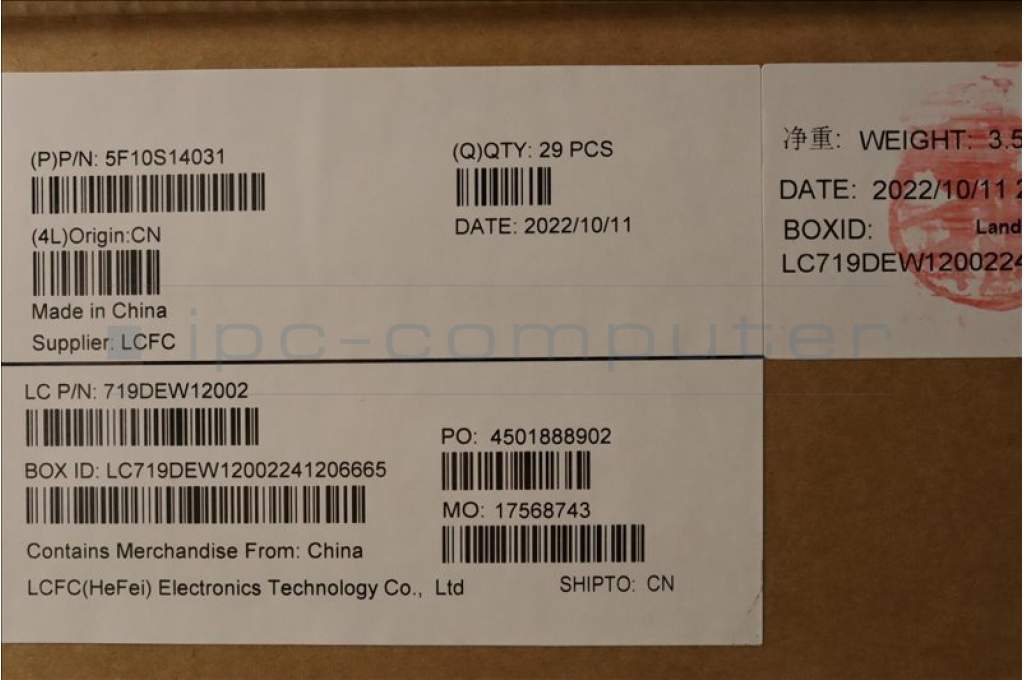 (P)P/N: 5F10S14031
(Q)QTY: 29 PCS
DATE: 2022/10/11
(4L)Origin:CN
Made in China
Supplier: LCFC
净重: WEIGHT: 3.5
DATE: 2022/10/11 2
BOXID: Land
LC719DEW1200224
ipc-computer
LC P/N: 719DEW12002
BOX ID: LC719DEW12002241206665
Contains Merchandise From: China
LCFC(HeFei) Electronics Technology Co., Ltd
PO: 4501888902
MO: 17568743
SHIPTO: CN